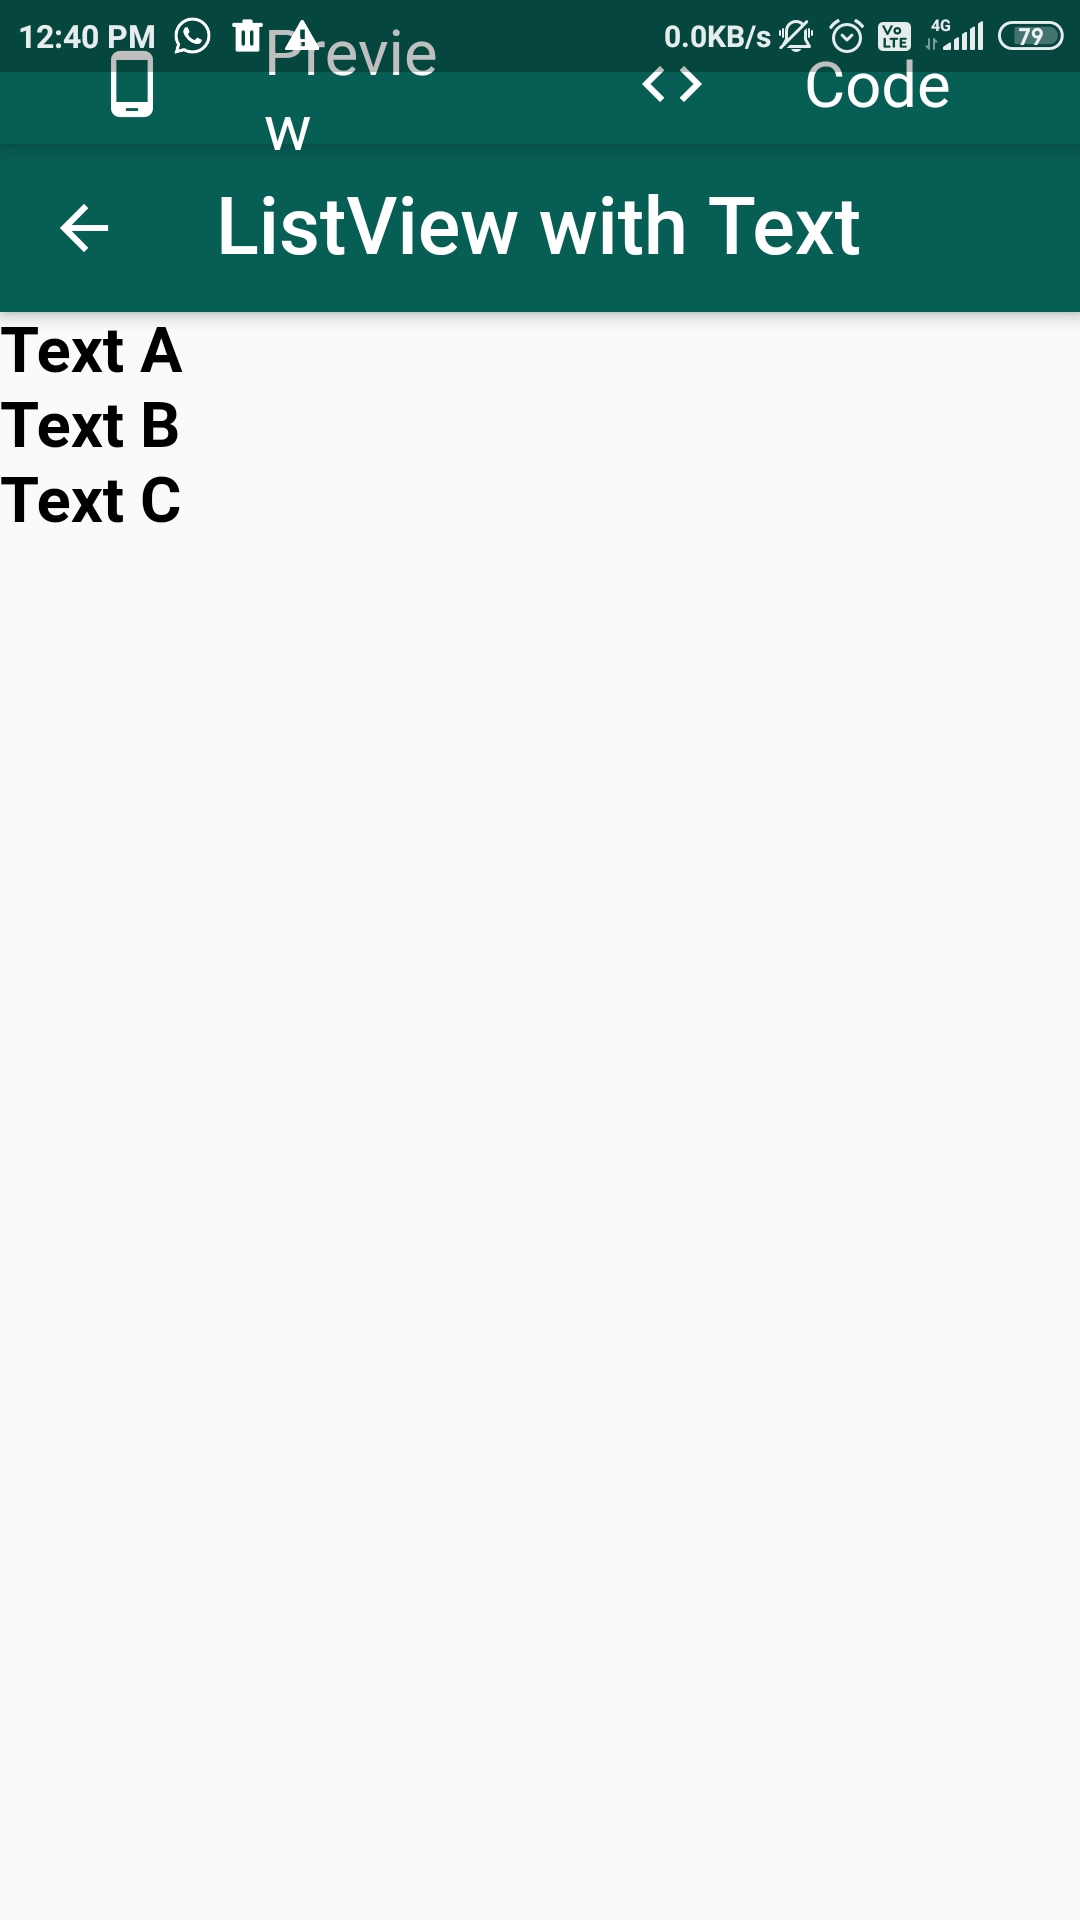 12:40 PM 0.0KB/s Vo LTE 4G 79
Previe
w
Code
ListView with Text
Text A
Text B
Text C